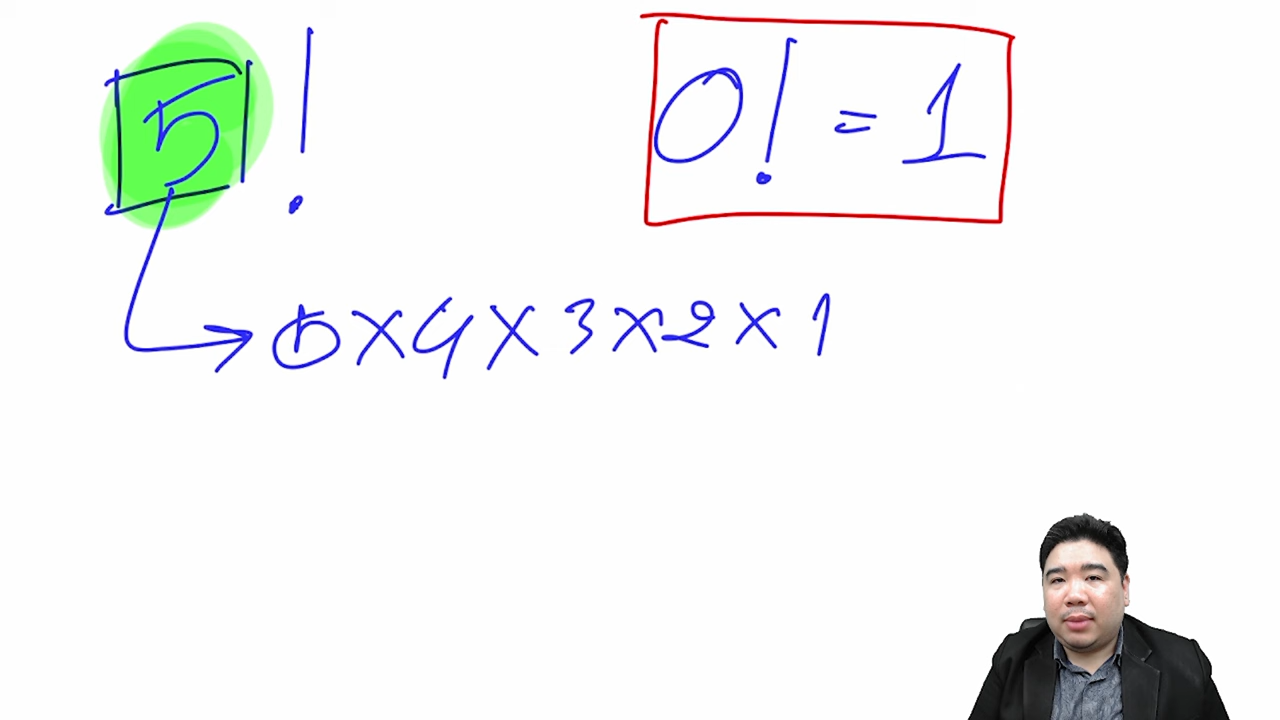 5!
0! = 1
5 × 4 × 3 × 2 × 1